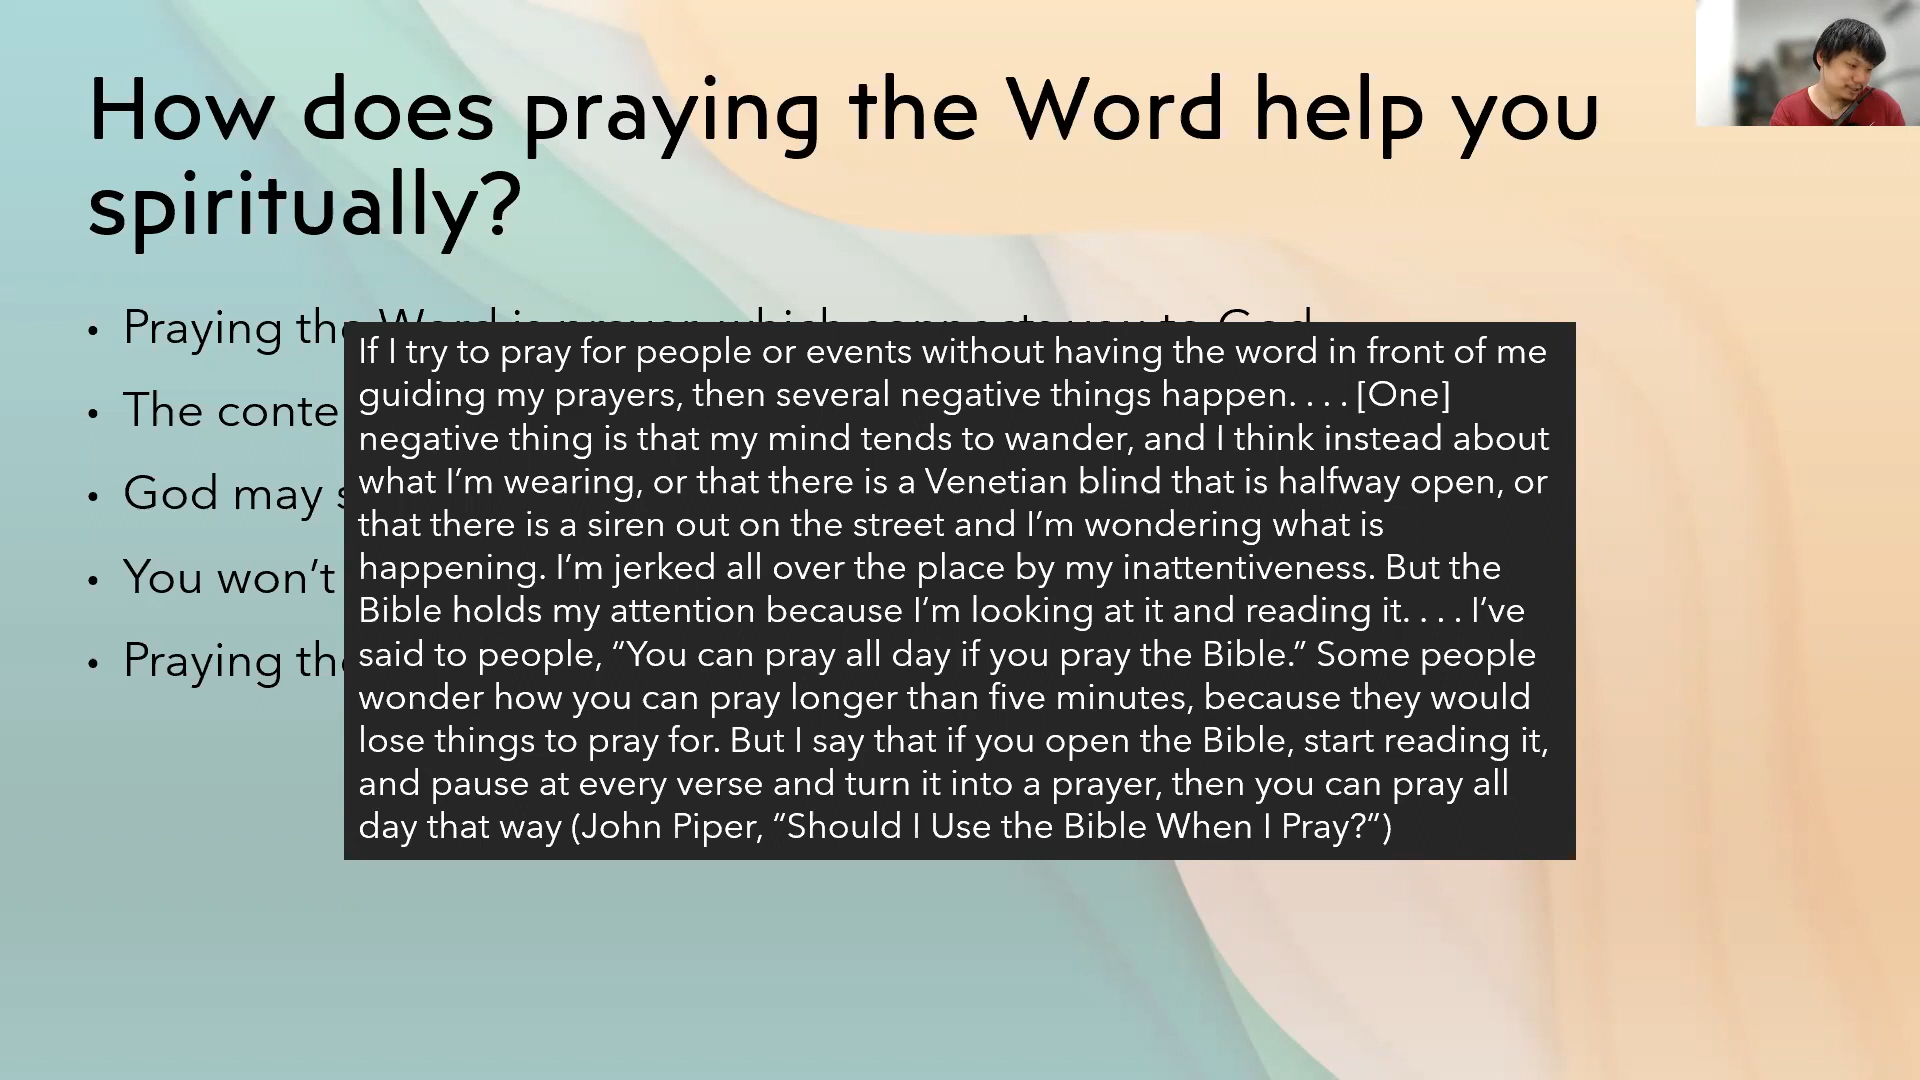 How does praying the Word help you
spiritually?
• Praying the Word is prayer, which connects you to God
If I try to pray for people or events without having the word in front of me
guiding my prayers, then several negative things happen. . . . [One]
• The conte
negative thing is that my mind tends to wander, and I think instead about
what I’m wearing, or that there is a Venetian blind that is halfway open, or
• God may
that there is a siren out on the street and I’m wondering what is
happening. I’m jerked all over the place by my inattentiveness. But the
• You won’t
Bible holds my attention because I’m looking at it and reading it. . . . I’ve
said to people, “You can pray all day if you pray the Bible.” Some people
• Praying the
wonder how you can pray longer than five minutes, because they would
lose things to pray for. But I say that if you open the Bible, start reading it,
and pause at every verse and turn it into a prayer, then you can pray all
day that way (John Piper, “Should I Use the Bible When I Pray?”)